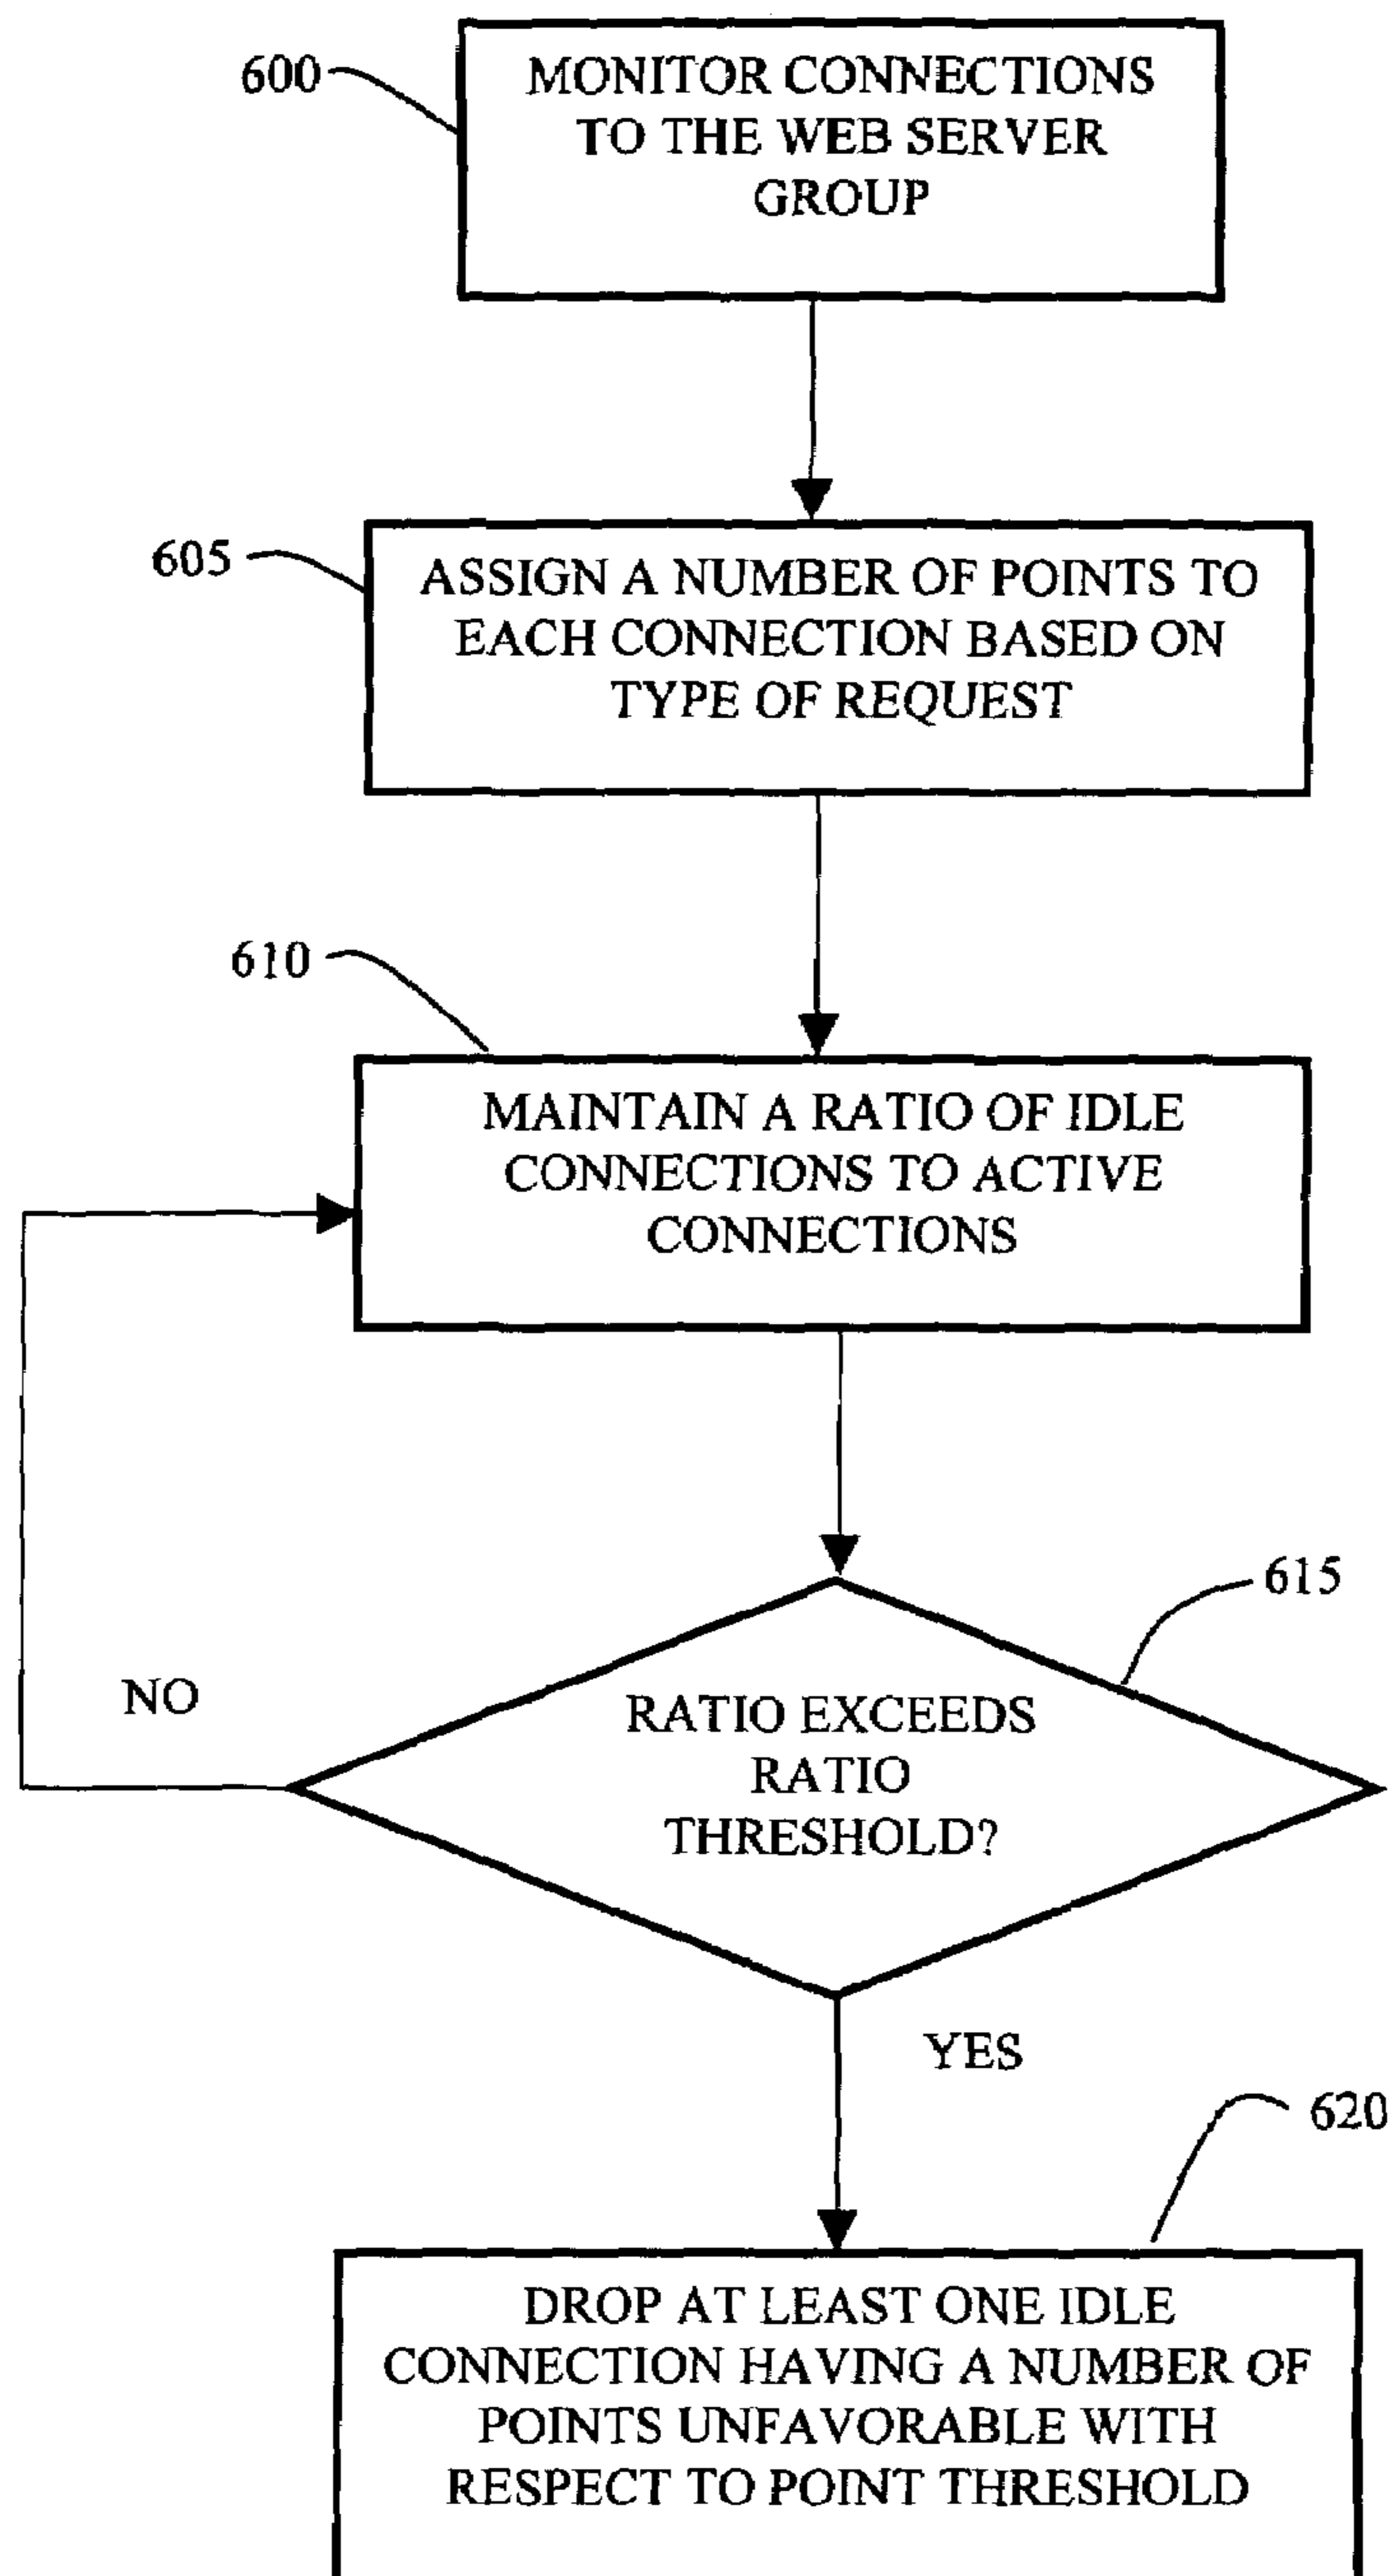 600
MONITOR CONNECTIONS
TO THE WEB SERVER
GROUP
605
ASSIGN A NUMBER OF POINTS TO
EACH CONNECTION BASED ON
TYPE OF REQUEST
610
MAINTAIN A RATIO OF IDLE
CONNECTIONS TO ACTIVE
CONNECTIONS
615
NO
RATIO EXCEEDS
RATIO
THRESHOLD?
YES
620
DROP AT LEAST ONE IDLE
CONNECTION HAVING A NUMBER OF
POINTS UNFAVORABLE WITH
RESPECT TO POINT THRESHOLD